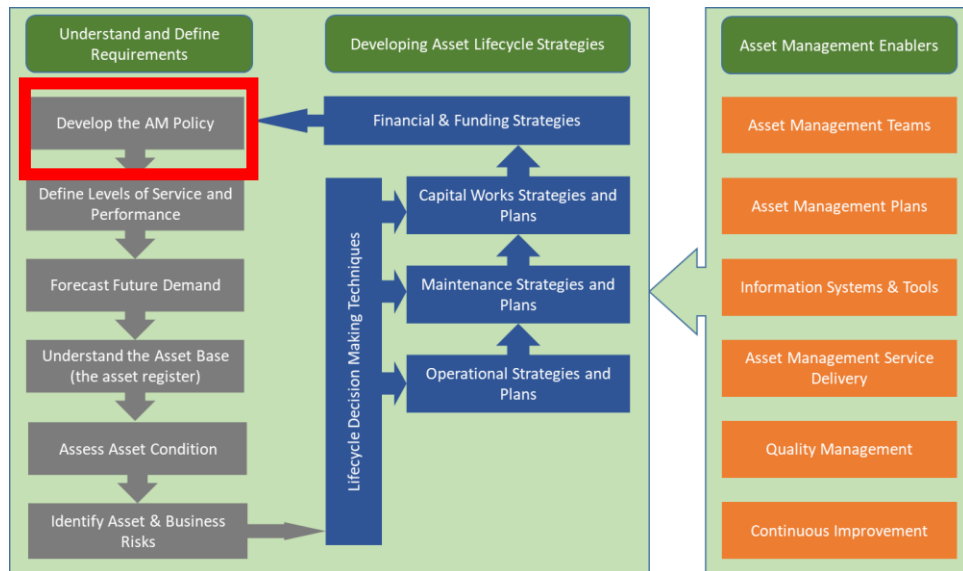 Understand and Define
Requirements
Developing Asset Lifecycle Strategies
Asset Management Enablers
Develop the AM Policy
Define Levels of Service and
Performance
Forecast Future Demand
Understand the Asset Base
(the asset register)
Assess Asset Condition
Identify Asset & Business
Risks
Lifecycle Decision Making Techniques
Financial & Funding Strategies
Capital Works Strategies and
Plans
Maintenance Strategies and
Plans
Operational Strategies and
Plans
Asset Management Teams
Asset Management Plans
Information Systems & Tools
Asset Management Service
Delivery
Quality Management
Continuous Improvement